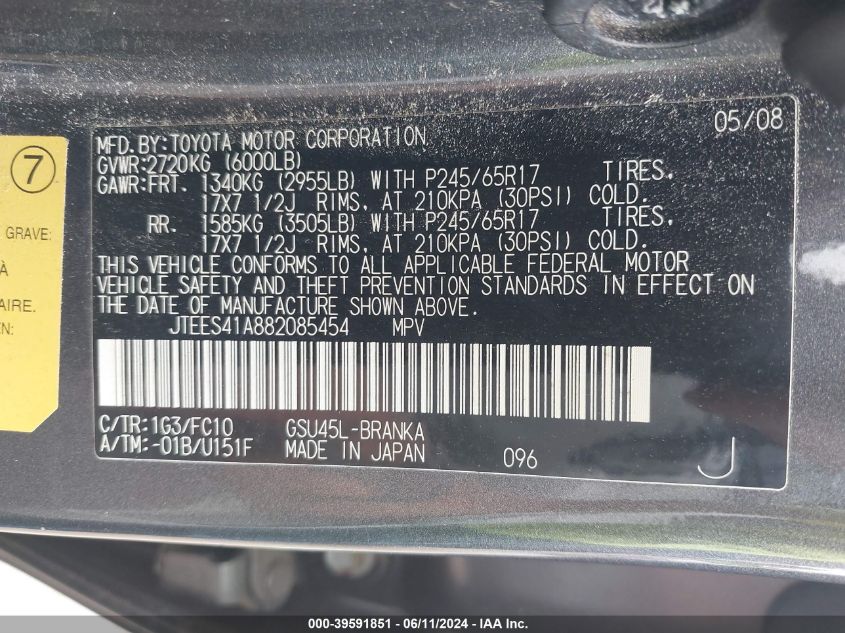 05/08
MFD.BY:TOYOTA MOTOR CORPORATION
GVWR:2720KG (6000LB)
GAWR:FRT. 1340KG (2955LB) WITH P245/65R17 TIRES,
17X7 1/2J RIMS, AT 210KPA (30PSI) COLD.
RR. 1585KG (3505LB) WITH P245/65R17 TIRES,
17X7 1/2J RIMS, AT 210KPA (30PSI) COLD.
THIS VEHICLE CONFORMS TO ALL APPLICABLE FEDERAL MOTOR
VEHICLE SAFETY AND THEFT PREVENTION STANDARDS IN EFFECT ON
THE DATE OF MANUFACTURE SHOWN ABOVE.
JTEES41A882085454 MPV
C/TR:1G3/FC10 GSU45L-BRANKA
A/TM:-01B/U151F MADE IN JAPAN
096 J
7
GRAVE:
À
AIRE.
EN:
000-39591851 - 06/11/2024 - IAA Inc.